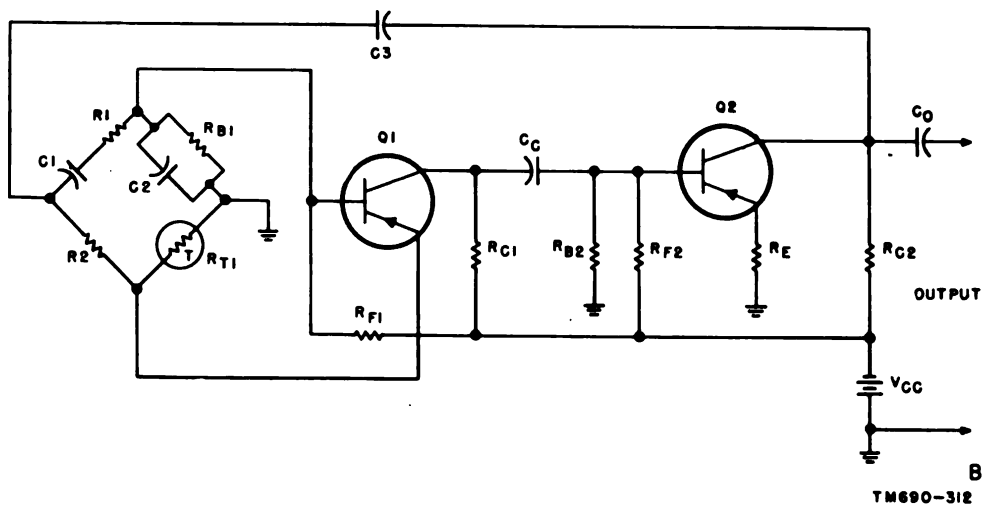 C3
Q2
C0
R1
RB1
Q1
CC
C1
C2
RC1
RB2
RF2
RE
RC2
R2
T
RT1
OUTPUT
RF1
VCC
B
TM690-312